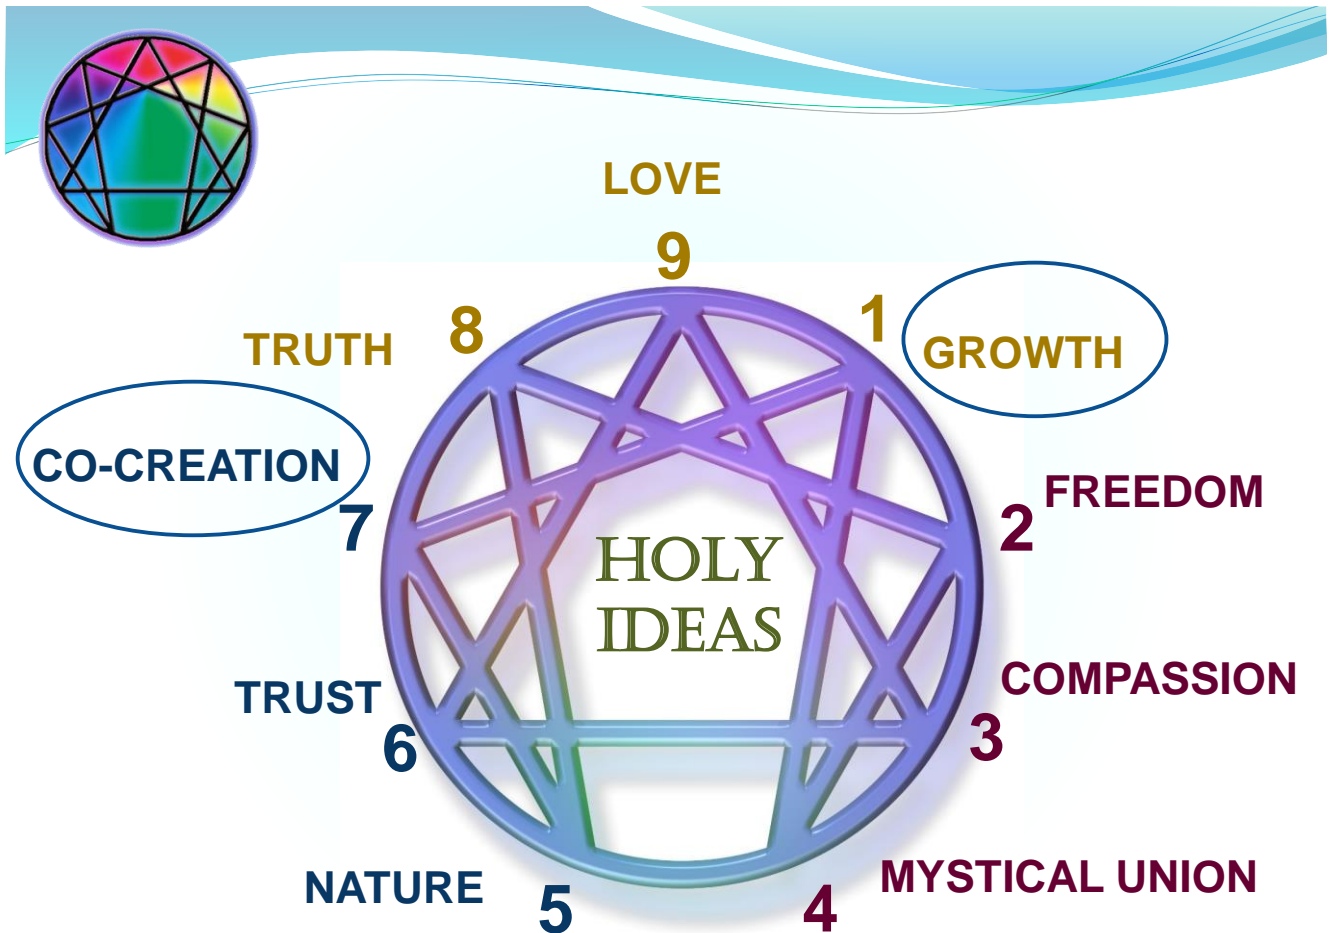 LOVE
9
8
1
TRUTH
GROWTH
CO-CREATION
7
FREEDOM
2
HOLY
IDEAS
TRUST
6
COMPASSION
3
NATURE
5
MYSTICAL UNION
4